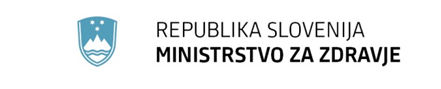 REPUBLIKA SLOVENIJA
MINISTRSTVO ZA ZDRAVJE